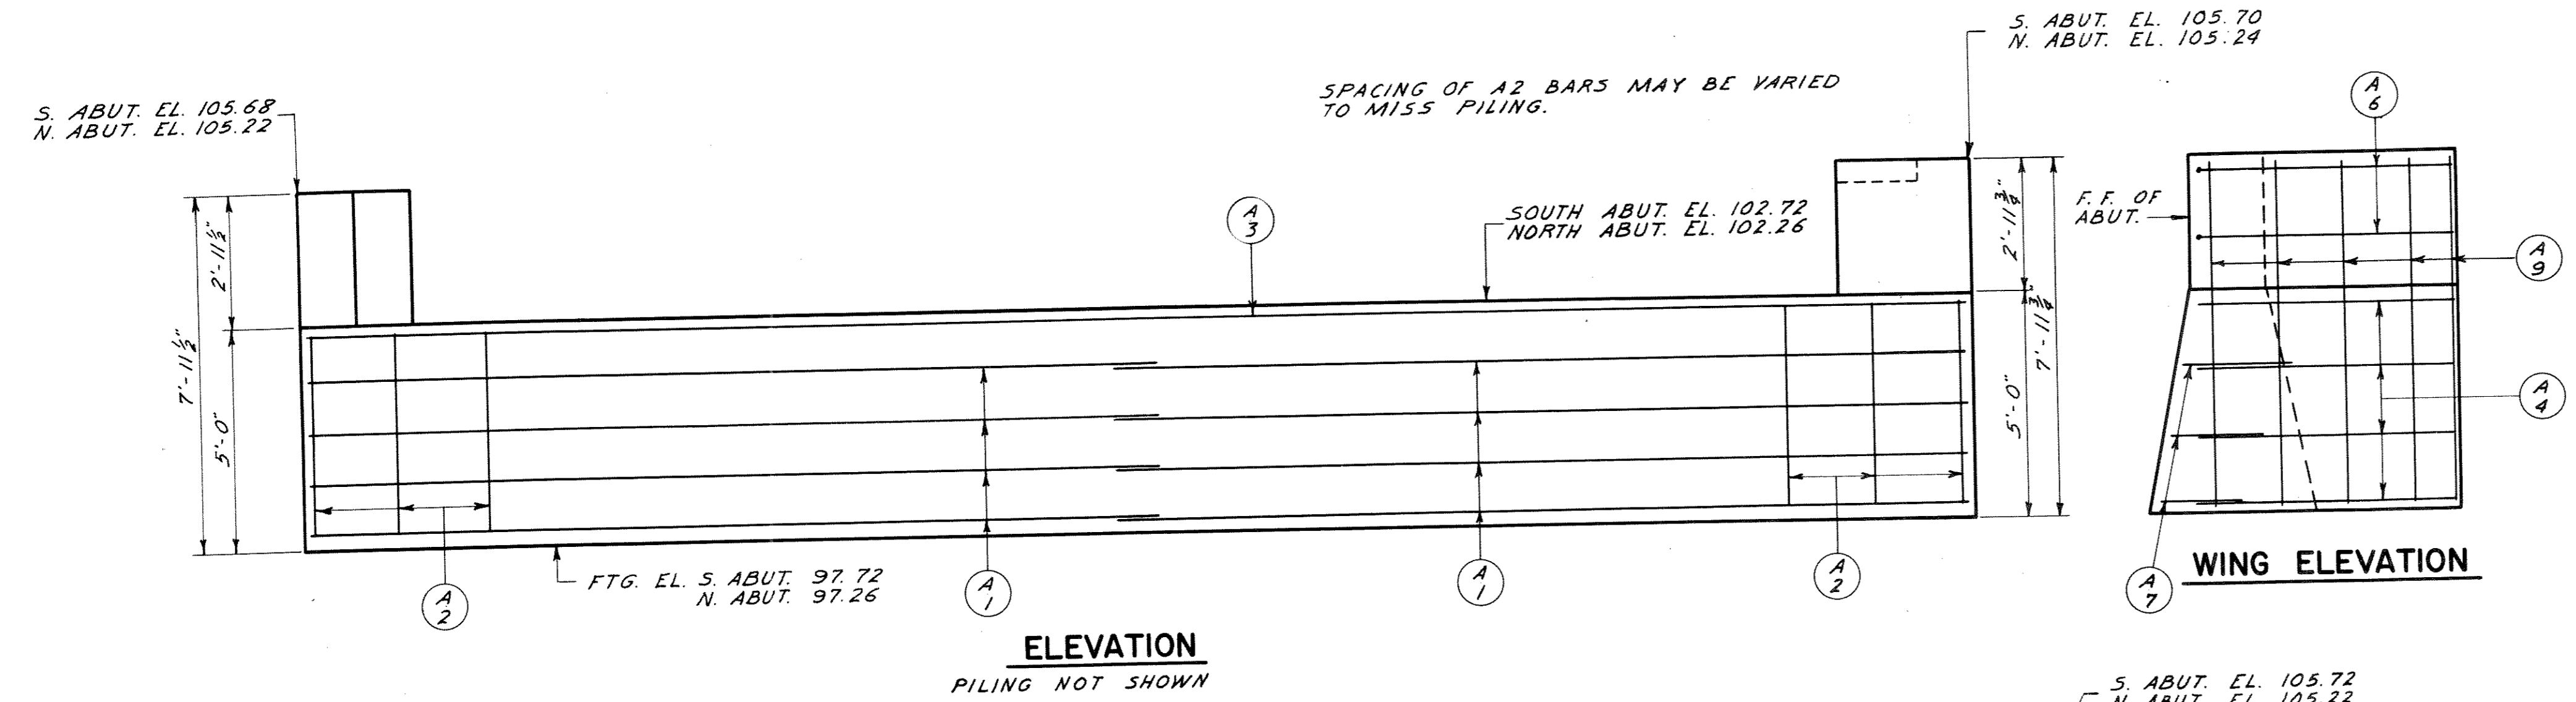 S. ABUT. EL. 105.68
N. ABUT. EL. 105.22
SPACING OF A2 BARS MAY BE VARIED
TO MISS PILING.
S. ABUT. EL. 105.70
N. ABUT. EL. 105.24
A
3
SOUTH ABUT. EL. 102.72
NORTH ABUT. EL. 102.26
7'-11½"
2'-11½"
5'-0"
2'-11¾"
5'-0"
7'-11¾"
FTG. EL. S. ABUT. 97.72
N. ABUT. 97.26
A
2
A
1
A
1
A
2
ELEVATION
PILING NOT SHOWN
A
6
F.F. OF
ABUT.
A
9
A
4
A
7
WING ELEVATION
S. ABUT. EL. 105.72
N. ABUT. EL. 105.22